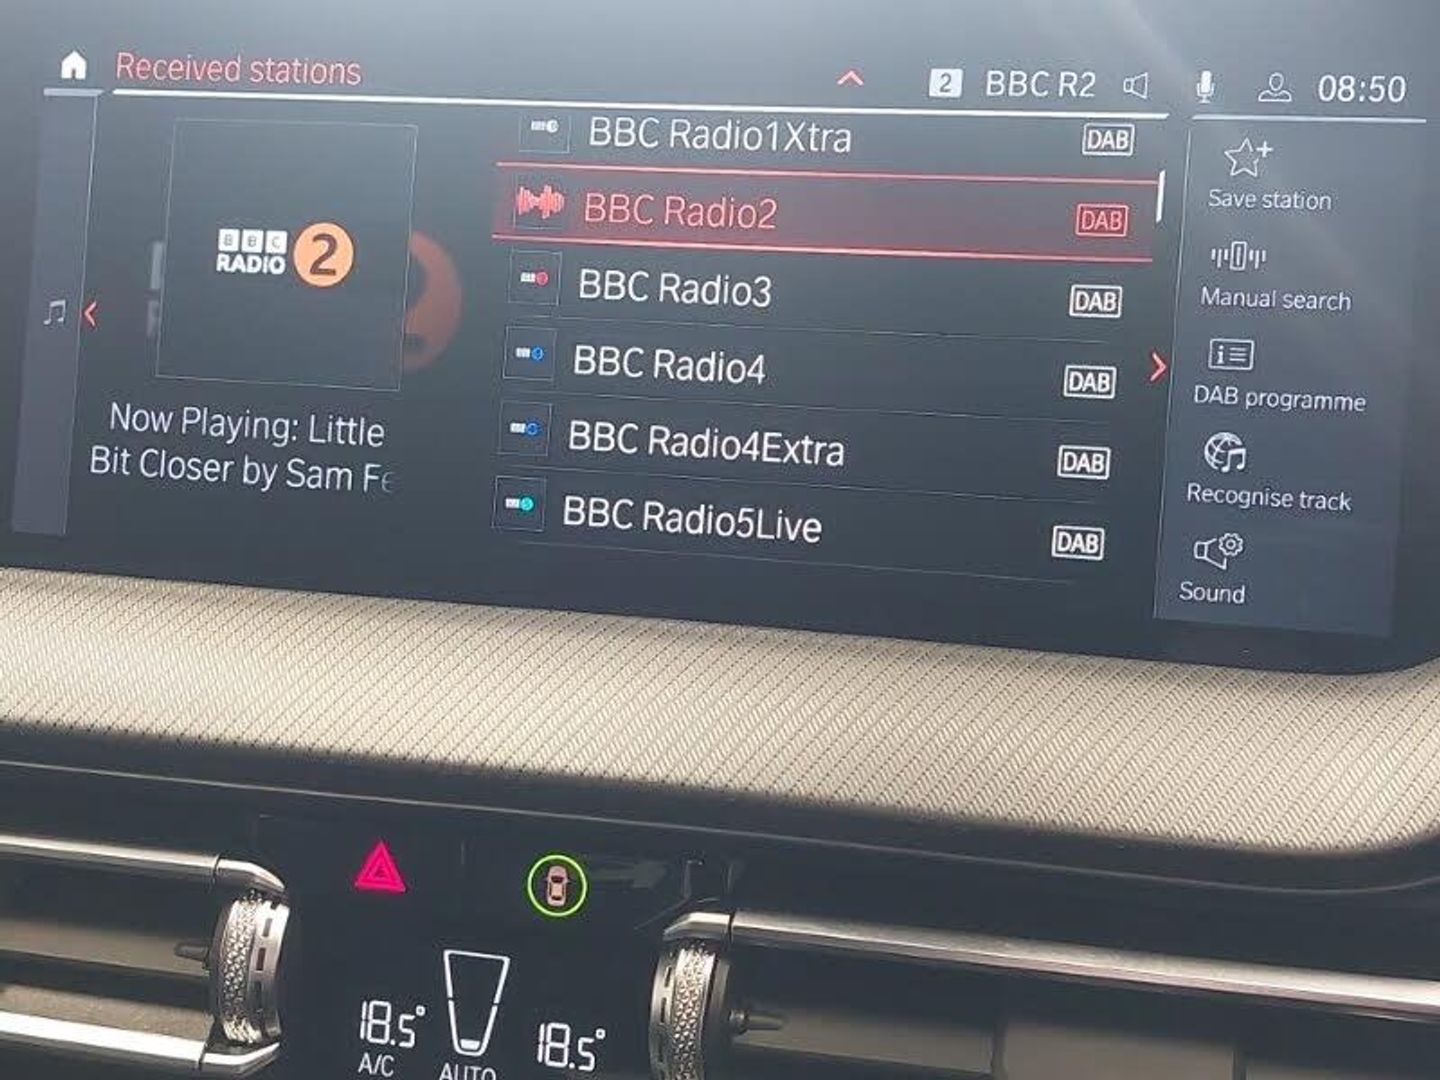 Received stations
2 BBC R2 08:50
BBC Radio1Xtra DAB
BBC Radio2 DAB
BBC Radio3 DAB
BBC Radio4 DAB
BBC Radio4Extra DAB
BBC Radio5Live DAB
BBC
RADIO 2
Now Playing: Little
Bit Closer by Sam Fe
Save station
Manual search
DAB programme
Recognise track
Sound
18.5°
A/C
AUTO
18.5°